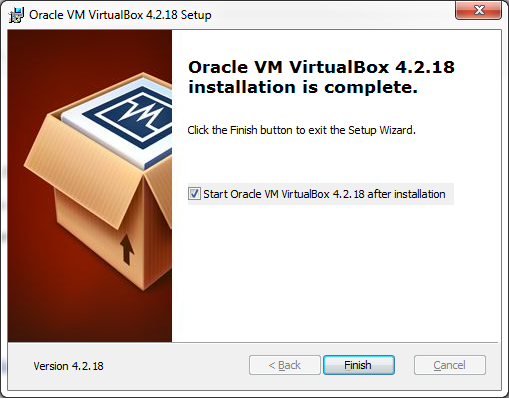 Oracle VM VirtualBox 4.2.18 Setup
Oracle VM VirtualBox 4.2.18
installation is complete.
Click the Finish button to exit the Setup Wizard.
Start Oracle VM VirtualBox 4.2.18 after installation
Version 4.2.18
< Back
Finish
Cancel